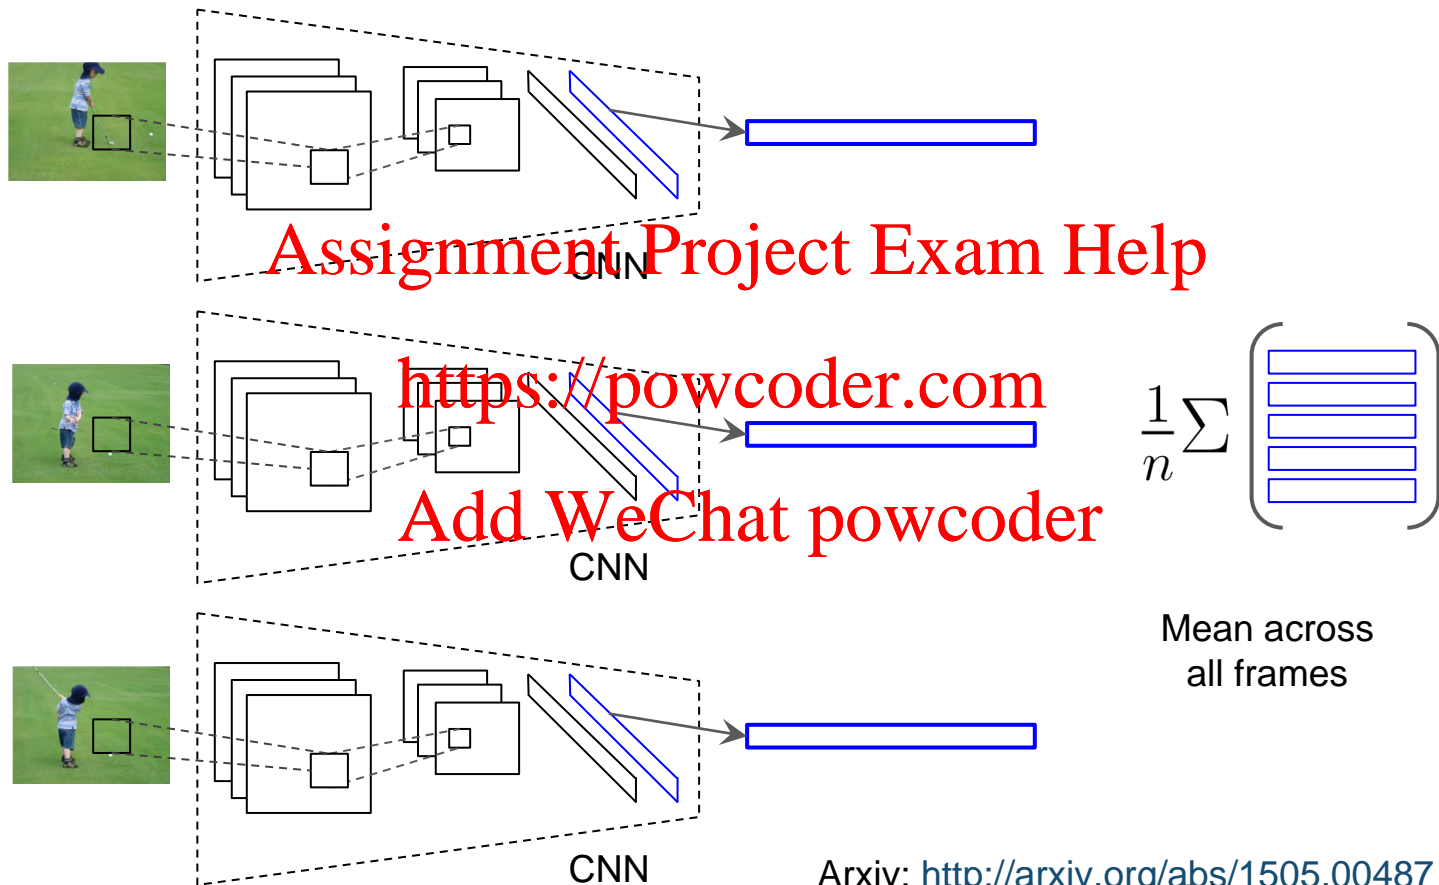 Assignment Project Exam Help
CNN
https://powcoder.com
1/n ∑
Add WeChat powcoder
CNN
Mean across
all frames
CNN
Arxiv: http://arxiv.org/abs/1505.00487